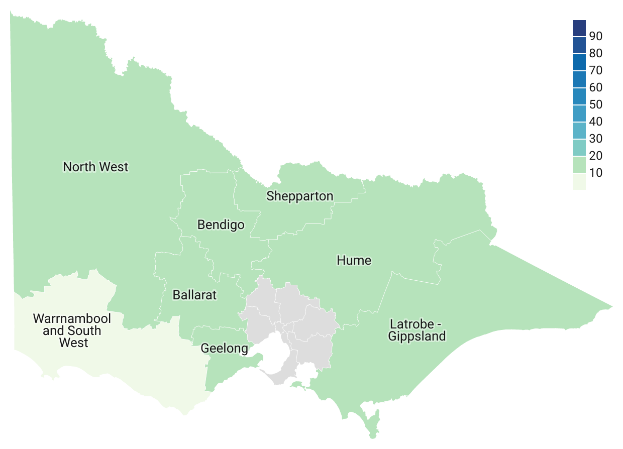 90
80
70
60
50
40
30
20
10
North West
Shepparton
Bendigo
Hume
Ballarat
Warrnambool
and South
West
Latrobe -
Gippsland
Geelong